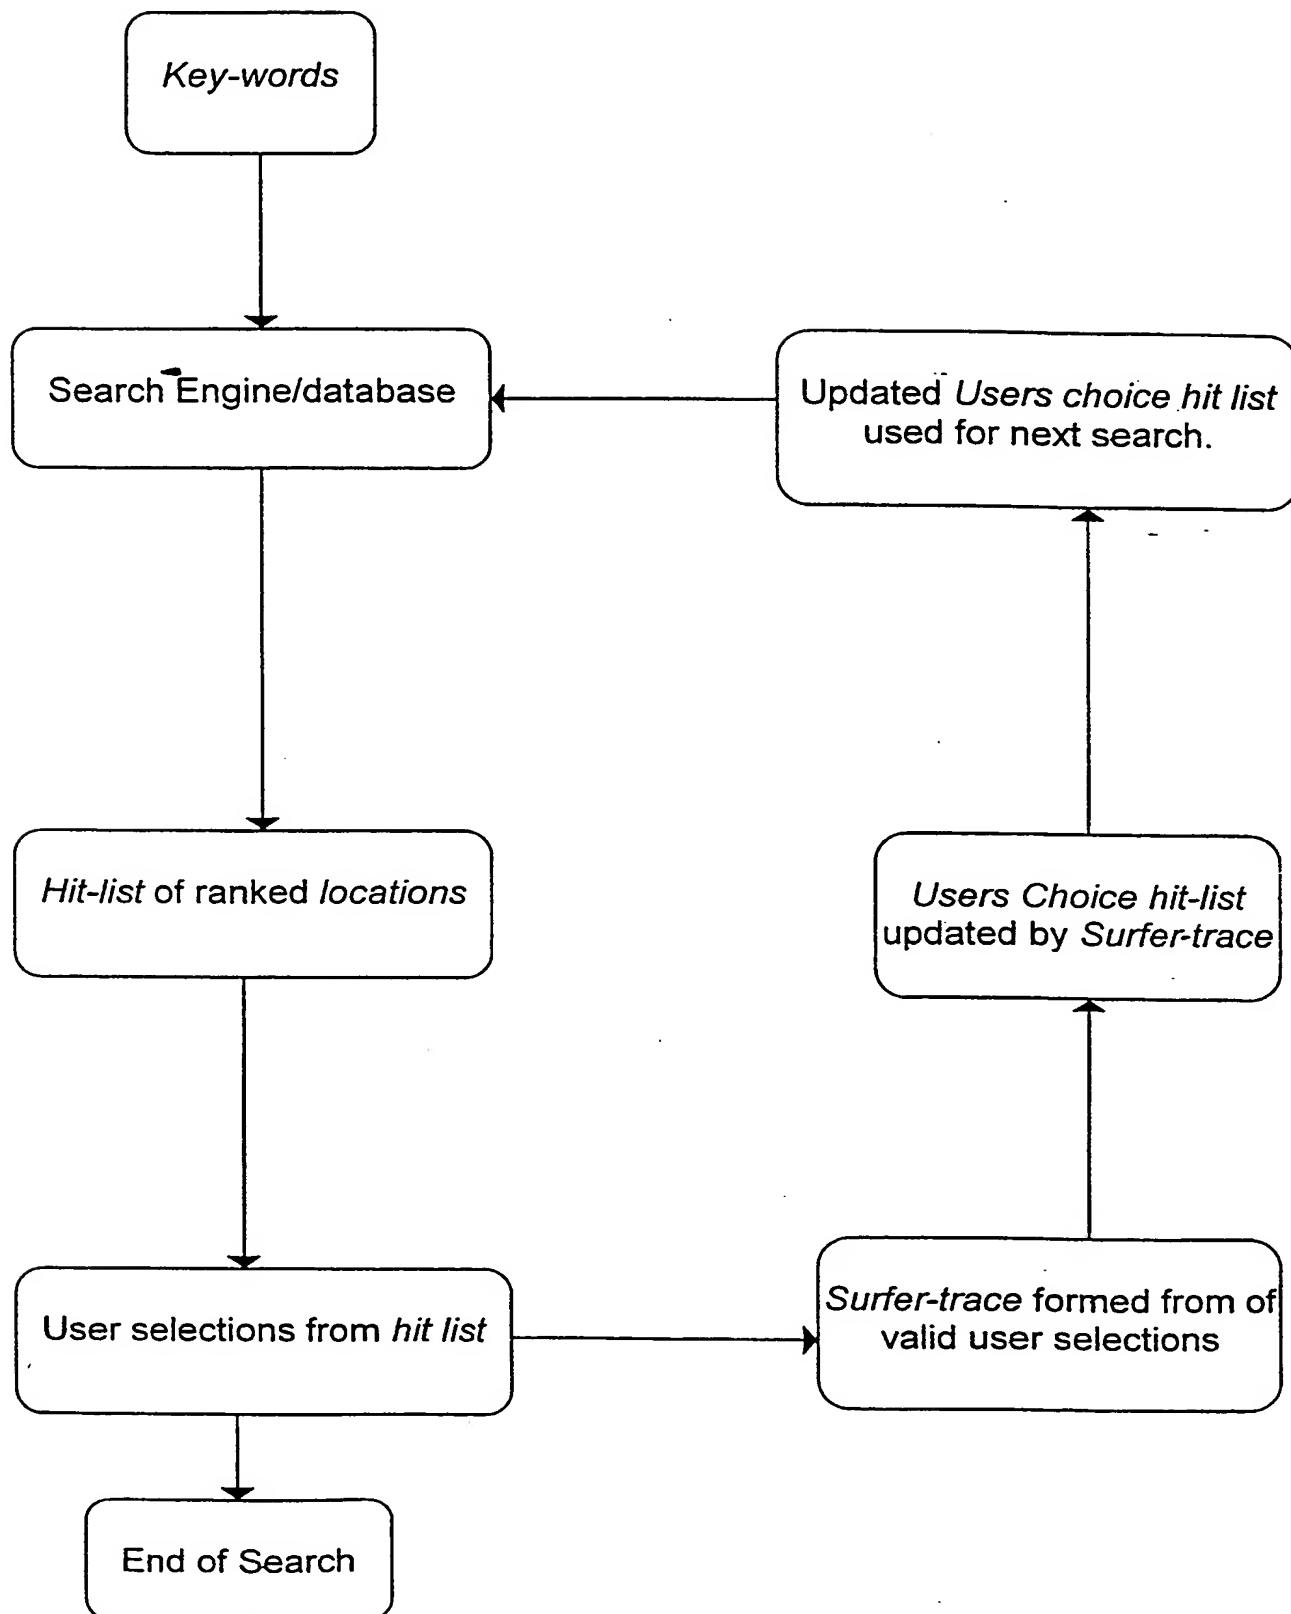 Key-words
Search Engine/database
Updated Users choice hit list
used for next search.
Hit-list of ranked locations
Users Choice hit-list
updated by Surfer-trace
User selections from hit list
Surfer-trace formed from of
valid user selections
End of Search